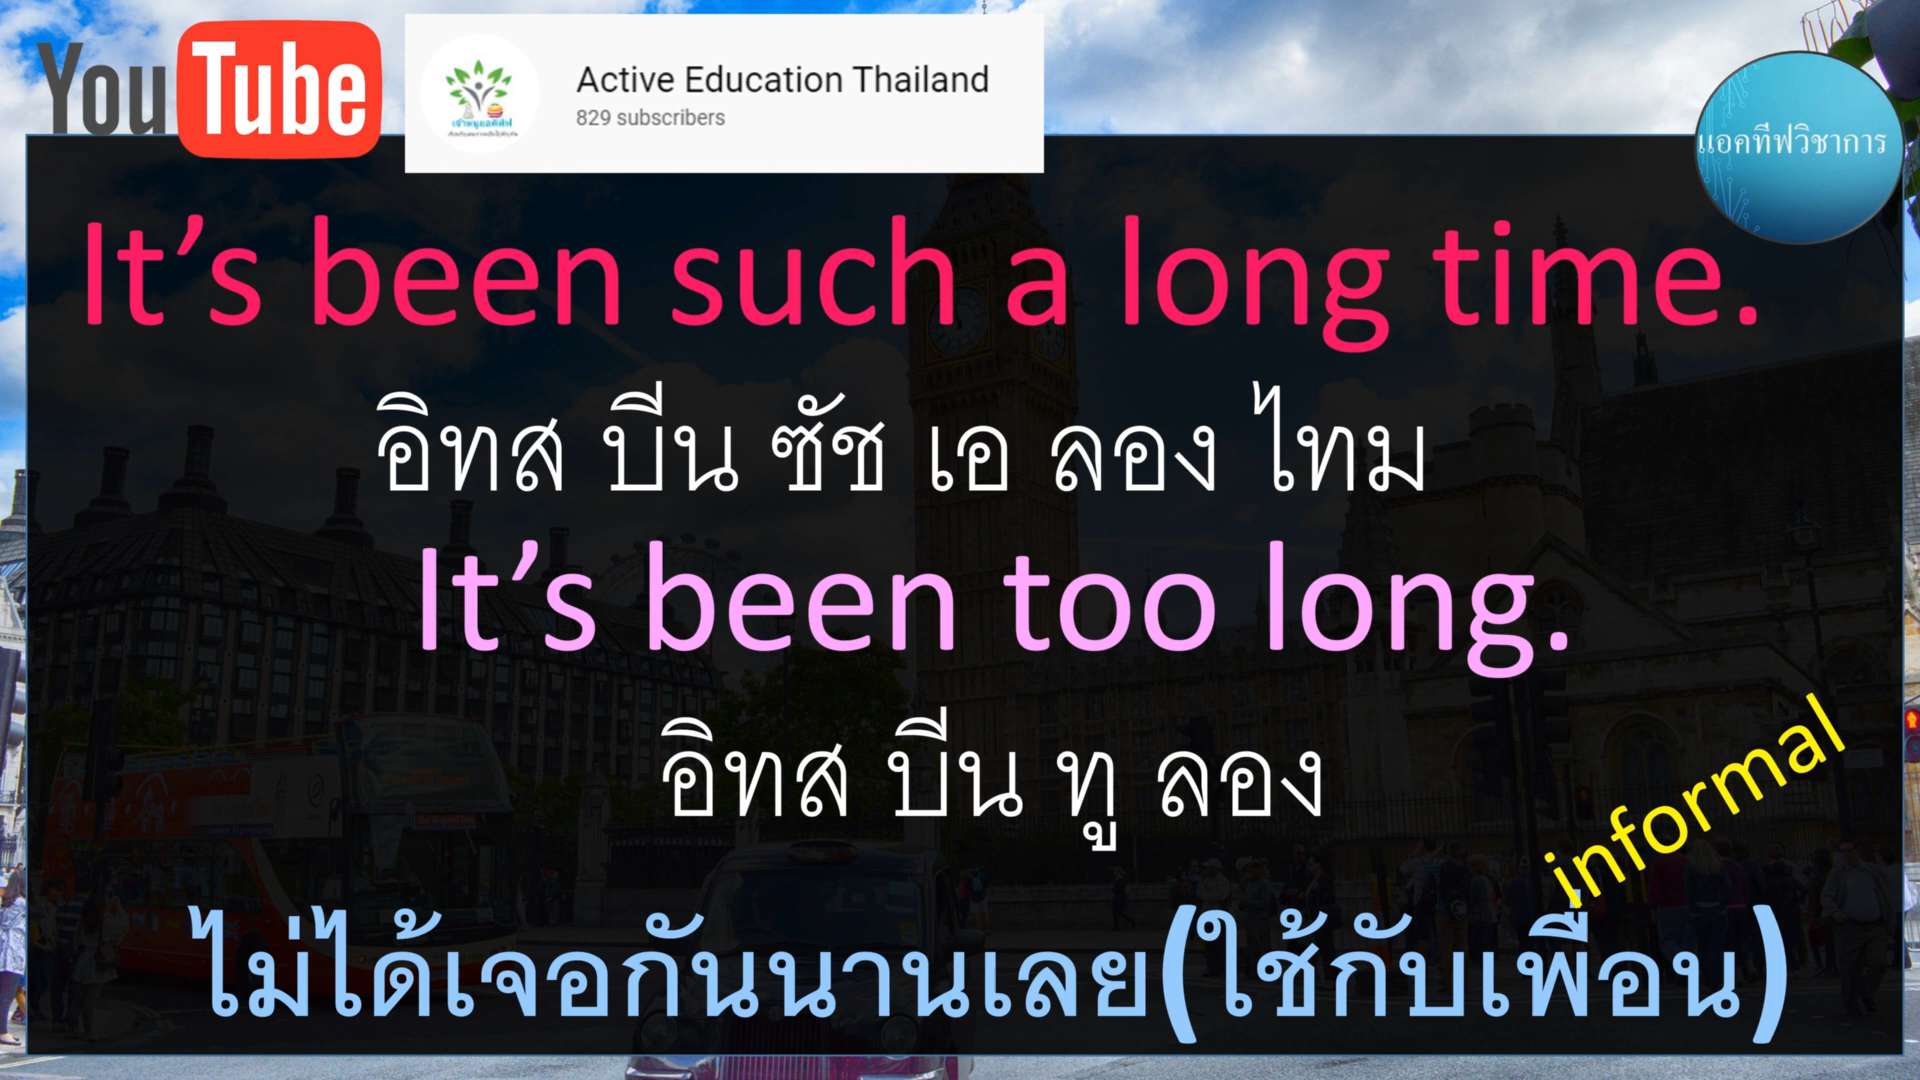 YouTube
Active Education Thailand
829 subscribers
แอคทีฟวิชาการ
It's been such a long time.
อิทส บีน ซัช เอ ลอง ไทม
It's been too long.
อิทส บีน ทู ลอง
informal
ไม่ได้เจอกันนานเลย(ใช้กับเพื่อน)